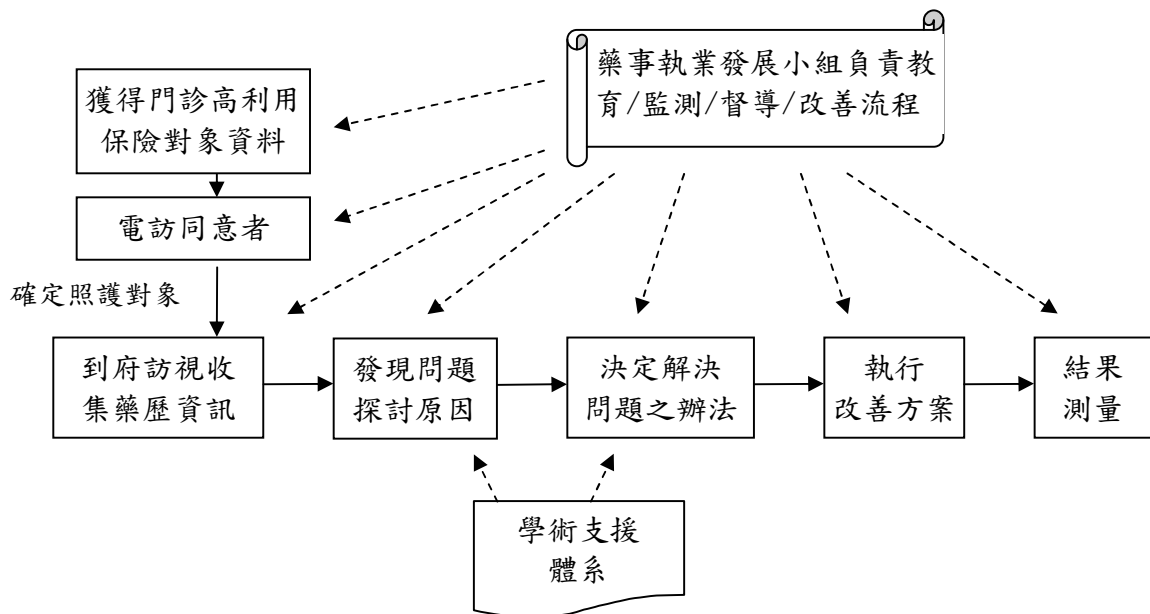 藥事執業發展小組負責教
育/監測/督導/改善流程
獲得門診高利用
保險對象資料
電訪同意者
確定照護對象
到府訪視收
集藥歷資訊
發現問題
探討原因
決定解決
問題之辦法
執行
改善方案
結果
測量
學術支援
體系